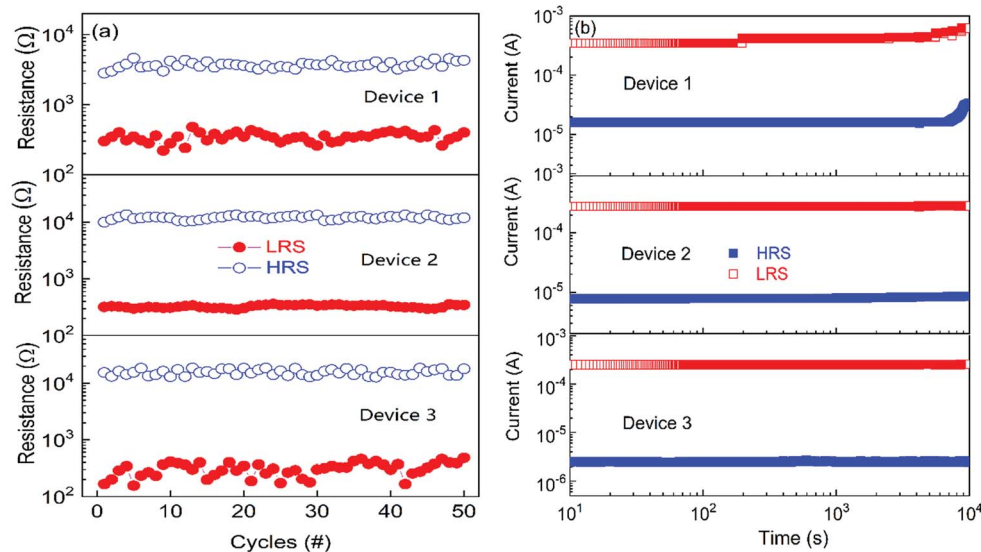 (a)
Resistance (Ω)
10⁴
10³
10²
Device 1
Resistance (Ω)
10⁴
10³
10²
LRS
HRS
Device 2
Resistance (Ω)
10⁴
10³
10²
Device 3
0 10 20 30 40 50
Cycles (#)
(b)
Current (A)
10⁻³
10⁻⁴
10⁻⁵
10⁻³
Device 1
Current (A)
10⁻⁴
10⁻⁵
10⁻³
Device 2
HRS
LRS
Current (A)
10⁻⁴
10⁻⁵
10⁻⁶
Device 3
10¹ 10² 10³ 10⁴
Time (s)